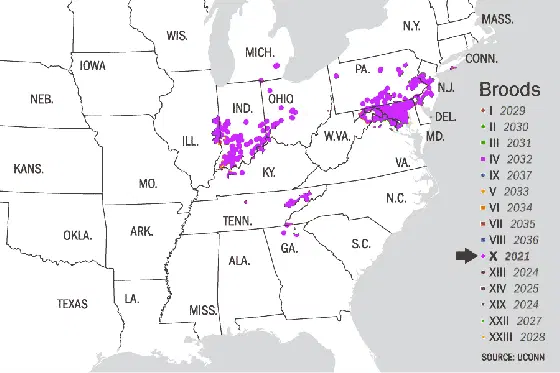 N.Y.
MASS.
WIS.
MICH.
CONN.
IOWA
PA.
N.J.
NEB.
OHIO
IND.
DEL.
ILL.
W.VA.
MD.
KANS.
MO.
KY.
VA.
N.C.
TENN.
OKLA.
ARK.
S.C.
GA.
ALA.
TEXAS
LA.
MISS.
Broods
I 2029
II 2030
III 2031
IV 2032
IX 2037
V 2033
VI 2034
VII 2035
VIII 2036
X 2021
XIII 2024
XIV 2025
XIX 2024
XXII 2027
XXIII 2028
SOURCE: UCONN